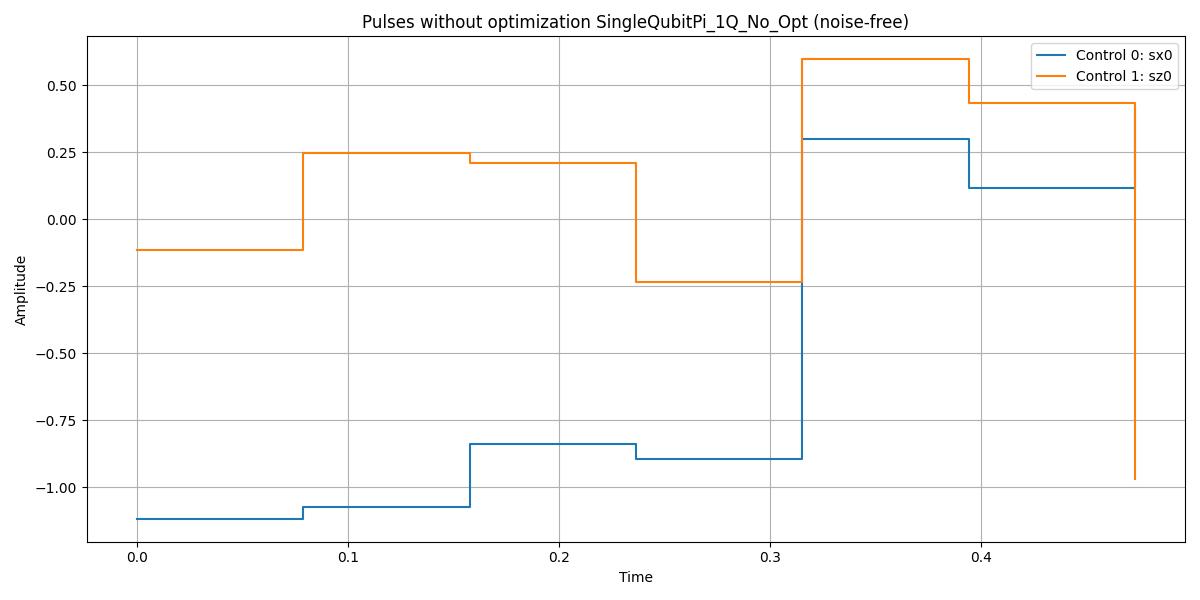 Pulses without optimization SingleQubitPi_1Q_No_Opt (noise-free)
Control 0: sx0
Control 1: sz0
0.50
0.25
0.00
−0.25
−0.50
−0.75
−1.00
Amplitude
0.0 0.1 0.2 0.3 0.4
Time